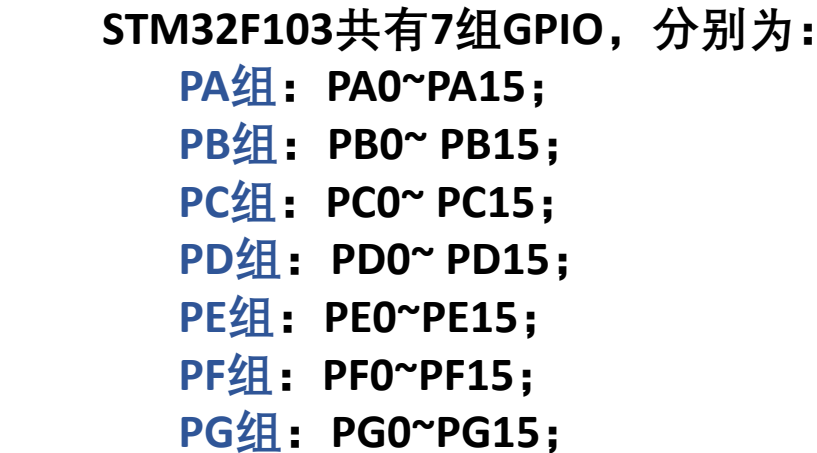 STM32F103共有7组GPIO，分别为：
PA组：PA0~PA15；
PB组：PB0~ PB15；
PC组：PC0~ PC15；
PD组：PD0~ PD15；
PE组：PE0~PE15；
PF组：PF0~PF15；
PG组：PG0~PG15；